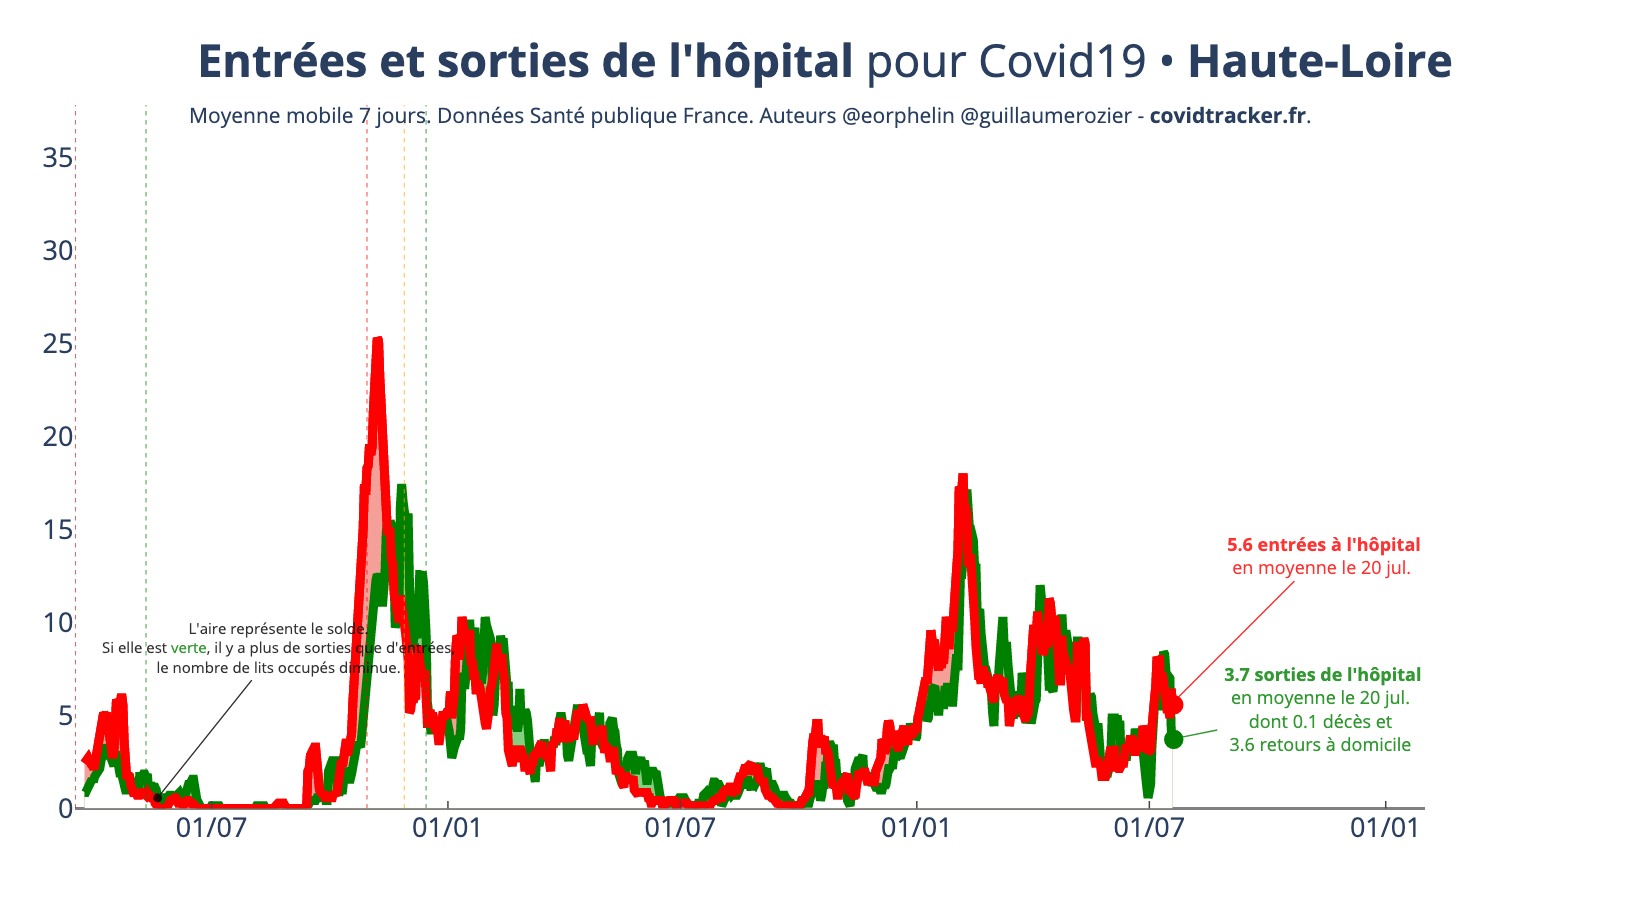 Entrées et sorties de l'hôpital pour Covid19 • Haute-Loire
Moyenne mobile 7 jours. Données Santé publique France. Auteurs @eorphelin @guillaumerozier - covidtracker.fr.
35
30
25
20
15
10
5
0
L'aire représente le solde.
Si elle est verte, il y a plus de sorties que d'entrées,
le nombre de lits occupés diminue.
5.6 entrées à l'hôpital
en moyenne le 20 jul.
3.7 sorties de l'hôpital
en moyenne le 20 jul.
dont 0.1 décès et
3.6 retours à domicile
01/07
01/01
01/07
01/01
01/07
01/01